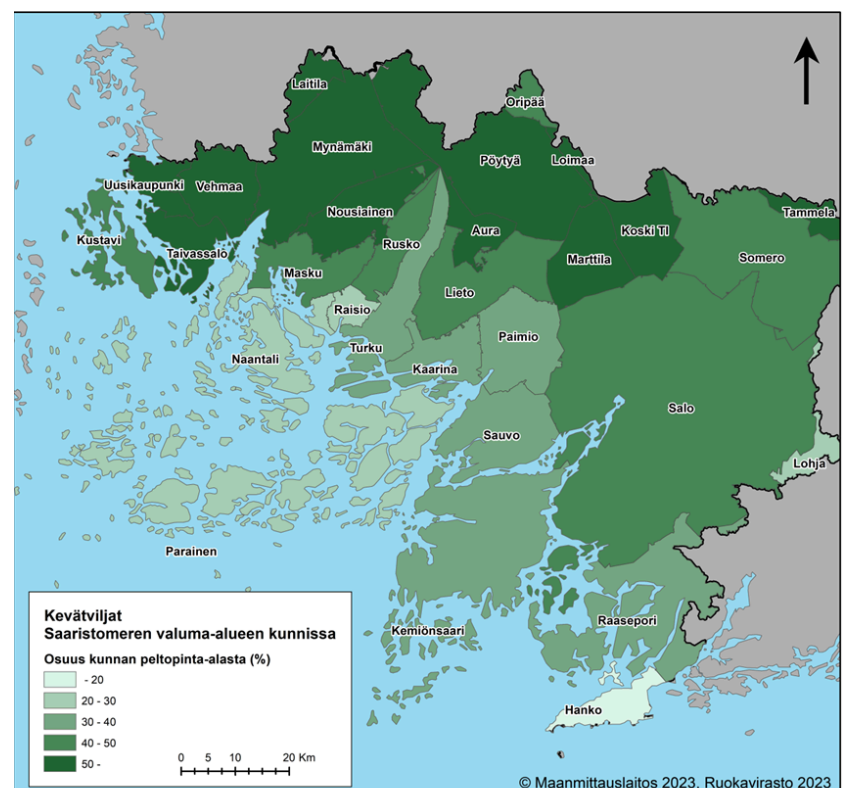 Laitila
Oripää
Mynämäki
Pöytyä
Loimaa
Uusikaupunki
Vehmaa
Nousiainen
Tammela
Kustavi
Taivassalo
Rusko
Aura
Koski Tl
Marttila
Somero
Masku
Lieto
Raisio
Naantali
Turku
Paimio
Kaarina
Salo
Sauvo
Lohja
Parainen
Kemiönsaari
Raasepori
Hanko
Kevätviljat
Saaristomeren valuma-alueen kunnissa
Osuus kunnan peltopinta-alasta (%)
- 20
20 - 30
30 - 40
40 - 50
50 -
0 5 10 20 Km
© Maanmittauslaitos 2023, Ruokavirasto 2023